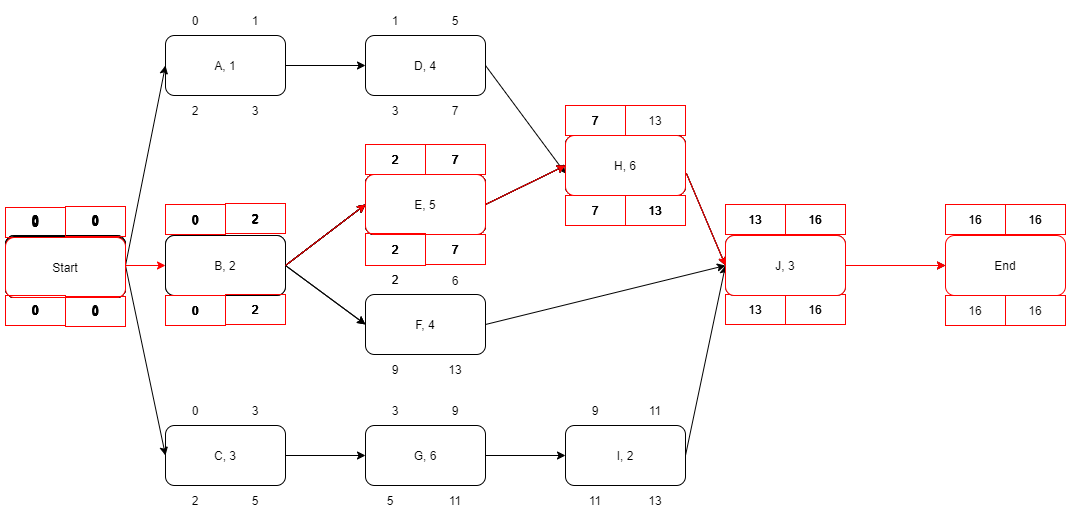 0 1
A, 1
2 3
1 5
D, 4
3 7
7 13
H, 6
7 13
2 7
E, 5
2 7
0 0
Start
0 0
0 2
B, 2
0 2
2 6
F, 4
9 13
13 16
J, 3
13 16
16 16
End
16 16
0 3
C, 3
2 5
3 9
G, 6
5 11
9 11
I, 2
11 13